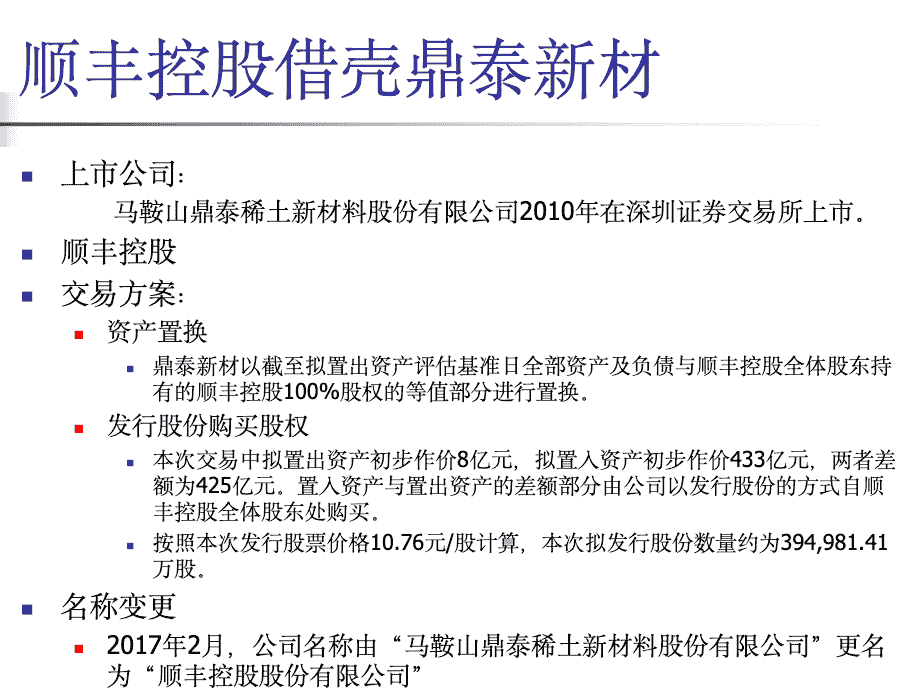 顺丰控股借壳鼎泰新材
上市公司：
马鞍山鼎泰稀土新材料股份有限公司2010年在深圳证券交易所上市。
顺丰控股
交易方案：
资产置换
鼎泰新材以截至拟置出资产评估基准日全部资产及负债与顺丰控股全体股东持
有的顺丰控股100%股权的等值部分进行置换。
发行股份购买股权
本次交易中拟置出资产初步作价8亿元，拟置入资产初步作价433亿元，两者差
额为425亿元。置入资产与置出资产的差额部分由公司以发行股份的方式自顺
丰控股全体股东处购买。
按照本次发行股票价格10.76元/股计算，本次拟发行股份数量约为394,981.41
万股。
名称变更
2017年2月，公司名称由“马鞍山鼎泰稀土新材料股份有限公司”更名
为“顺丰控股股份有限公司”